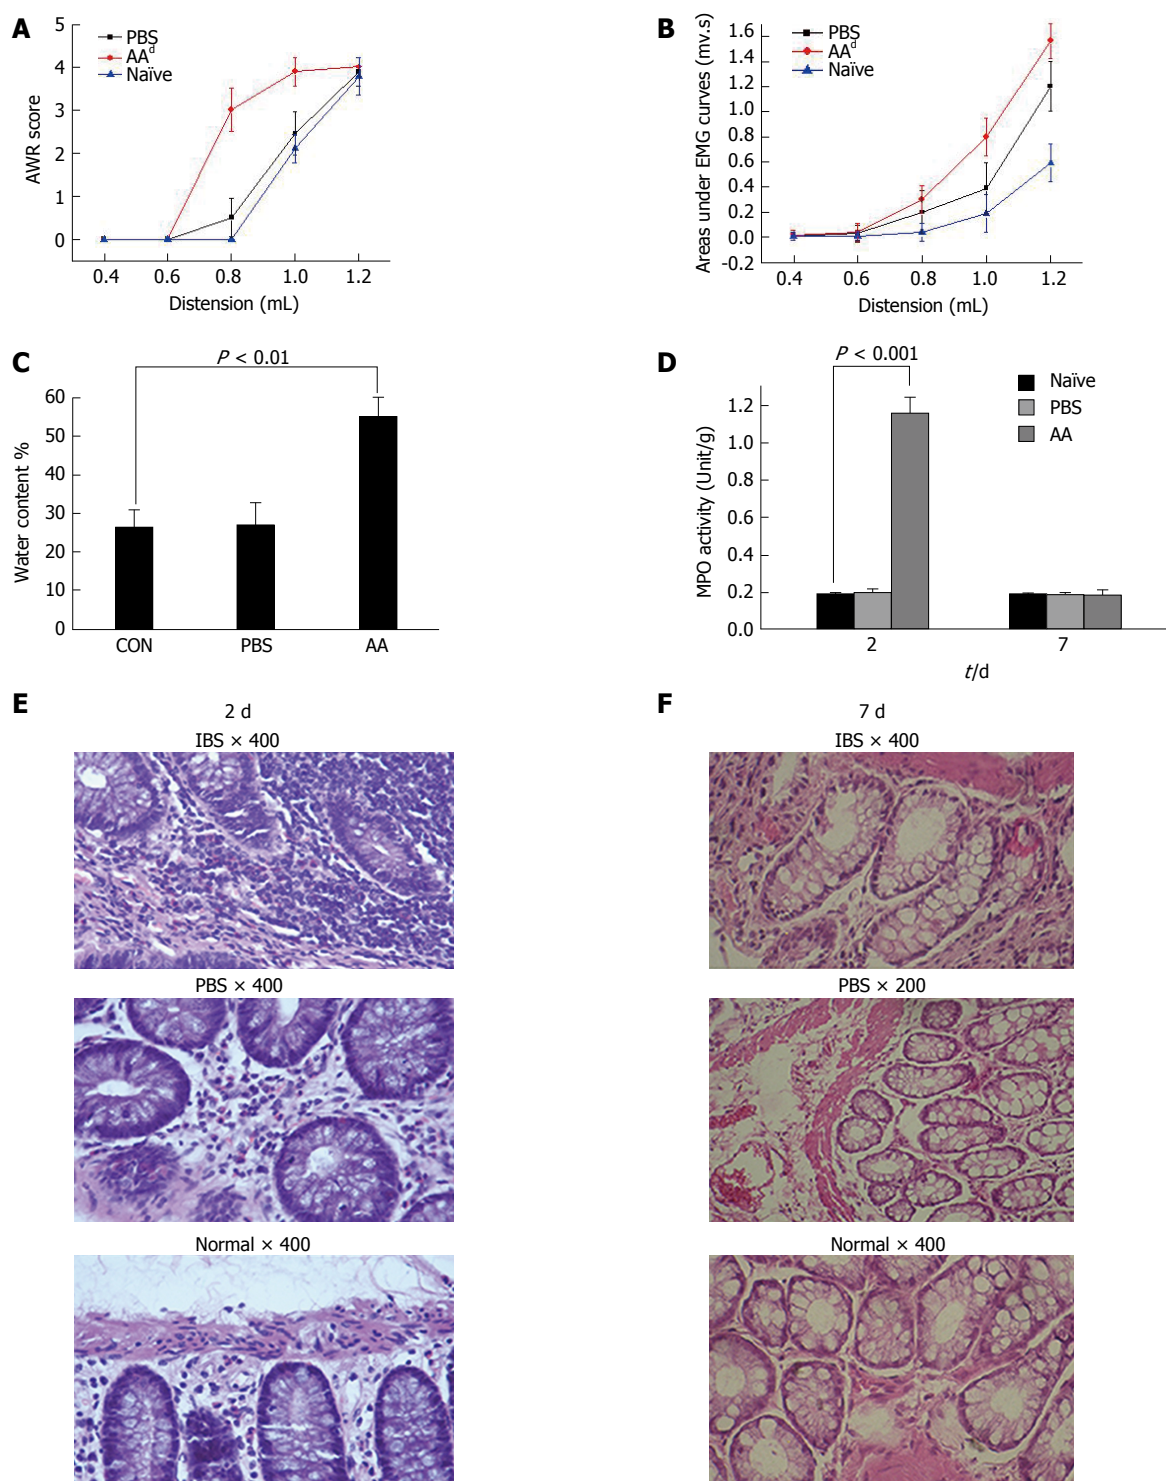 A
5
4
3
2
1
0
AWR score
PBS
AAd
Naïve
0.4 0.6 0.8 1.0 1.2
Distension (mL)
B
1.6
1.4
1.2
1.0
0.8
0.6
0.4
0.2
0.0
-0.2
Areas under EMG curves (mv.s)
PBS
AAd
Naïve
0.4 0.6 0.8 1.0 1.2
Distension (mL)
C
P < 0.01
60
50
40
30
20
10
0
Water content %
CON PBS AA
D
P < 0.001
1.2
1.0
0.8
0.6
0.4
0.2
0.0
MPO activity (Unit/g)
Naïve
PBS
AA
2 7
t/d
E
2 d
IBS × 400
PBS × 400
Normal × 400
F
7 d
IBS × 400
PBS × 200
Normal × 400